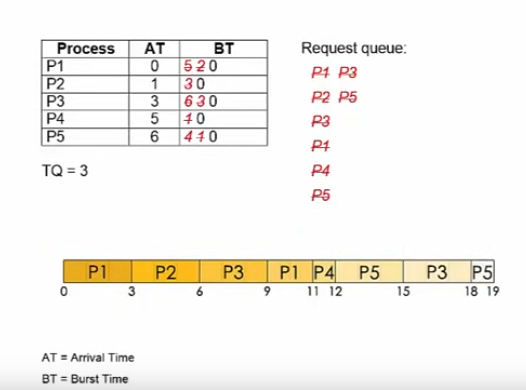 Process AT BT
P1 0 5 2 0
P2 1 3 0
P3 3 6 3 0
P4 5 1 0
P5 6 4 1 0
TQ = 3
Request queue:
P1 P3
P2 P5
P3
P1
P4
P5
P1 P2 P3 P1 P4 P5 P3 P5
0 3 6 9 11 12 15 18 19
AT = Arrival Time
BT = Burst Time